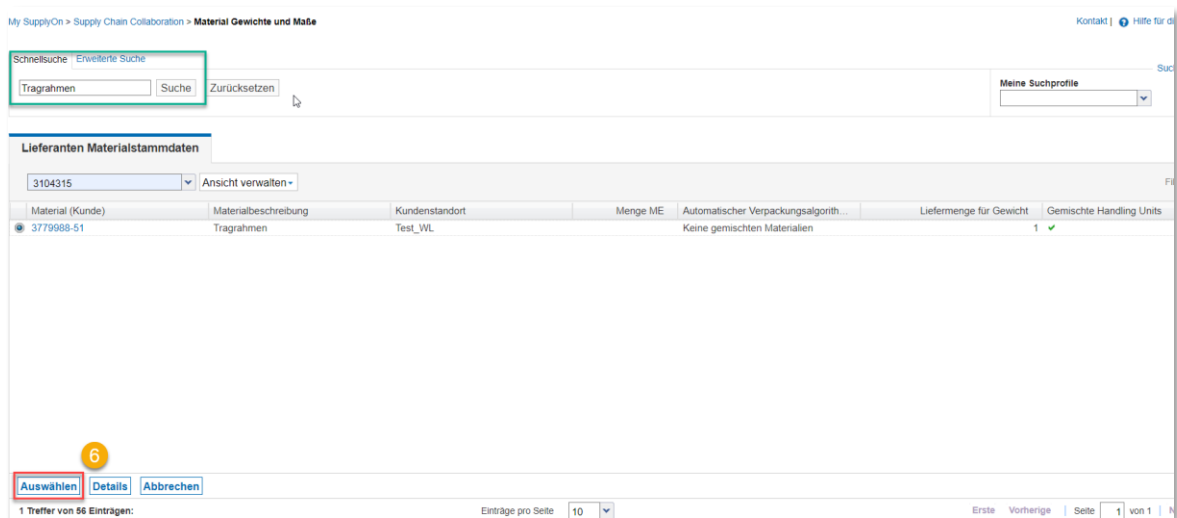 My SupplyOn > Supply Chain Collaboration > Material Gewichte und Maße Kontakt | Hilfe für
Schnellsuche Erweiterte Suche
Tragrahmen Suche Zurücksetzen
Meine Suchprofile
Lieferanten Materialstammdaten
3104315 Ansicht verwalten
Material (Kunde) Materialbeschreibung Kundenstandort Menge ME Automatischer Verpackungsalgorith... Liefermenge für Gewicht Gemischte Handling Units
3779988-51 Tragrahmen Test_WL Keine gemischten Materialien 1
6
Auswählen Details Abbrechen
1 Treffer von 56 Einträgen: Einträge pro Seite 10 Erste Vorherige | Seite 1 von 1 |